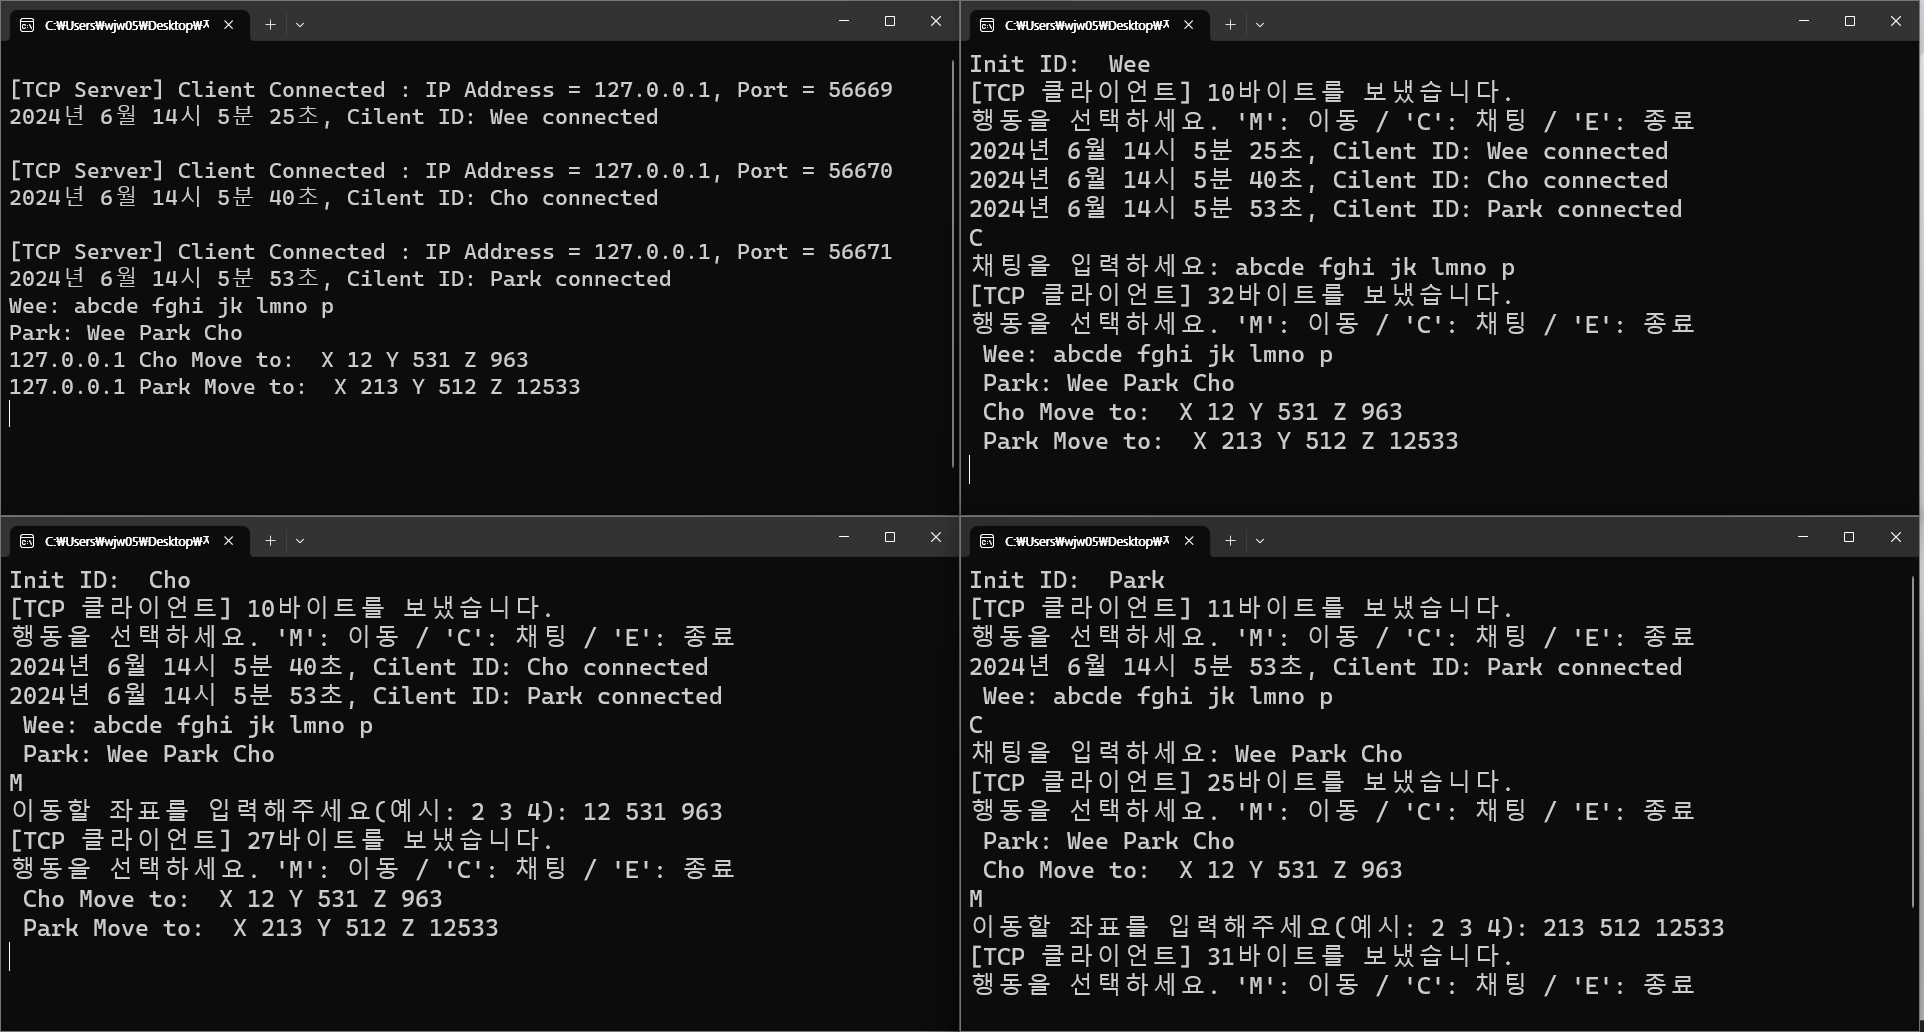 C:₩Users₩wjw05₩Desktop₩
[TCP Server] Client Connected : IP Address = 127.0.0.1, Port = 56669
2024년 6월 14시 5분 25초, Cilent ID: Wee connected
[TCP Server] Client Connected : IP Address = 127.0.0.1, Port = 56670
2024년 6월 14시 5분 40초, Cilent ID: Cho connected
[TCP Server] Client Connected : IP Address = 127.0.0.1, Port = 56671
2024년 6월 14시 5분 53초, Cilent ID: Park connected
Wee: abcde fghi jk lmno p
Park: Wee Park Cho
127.0.0.1 Cho Move to:  X 12 Y 531 Z 963
127.0.0.1 Park Move to:  X 213 Y 512 Z 12533
C:₩Users₩wjw05₩Desktop₩
Init ID:  Wee
[TCP 클라이언트] 10바이트를 보냈습니다.
행동을 선택하세요. 'M': 이동 / 'C': 채팅 / 'E': 종료
2024년 6월 14시 5분 25초, Cilent ID: Wee connected
2024년 6월 14시 5분 40초, Cilent ID: Cho connected
2024년 6월 14시 5분 53초, Cilent ID: Park connected
C
채팅을 입력하세요: abcde fghi jk lmno p
[TCP 클라이언트] 32바이트를 보냈습니다.
행동을 선택하세요. 'M': 이동 / 'C': 채팅 / 'E': 종료
Wee: abcde fghi jk lmno p
Park: Wee Park Cho
Cho Move to:  X 12 Y 531 Z 963
Park Move to:  X 213 Y 512 Z 12533
C:₩Users₩wjw05₩Desktop₩
Init ID:  Cho
[TCP 클라이언트] 10바이트를 보냈습니다.
행동을 선택하세요. 'M': 이동 / 'C': 채팅 / 'E': 종료
2024년 6월 14시 5분 40초, Cilent ID: Cho connected
2024년 6월 14시 5분 53초, Cilent ID: Park connected
Wee: abcde fghi jk lmno p
Park: Wee Park Cho
M
이동할 좌표를 입력해주세요(예시: 2 3 4): 12 531 963
[TCP 클라이언트] 27바이트를 보냈습니다.
행동을 선택하세요. 'M': 이동 / 'C': 채팅 / 'E': 종료
Cho Move to:  X 12 Y 531 Z 963
Park Move to:  X 213 Y 512 Z 12533
C:₩Users₩wjw05₩Desktop₩
Init ID:  Park
[TCP 클라이언트] 11바이트를 보냈습니다.
행동을 선택하세요. 'M': 이동 / 'C': 채팅 / 'E': 종료
2024년 6월 14시 5분 53초, Cilent ID: Park connected
Wee: abcde fghi jk lmno p
C
채팅을 입력하세요: Wee Park Cho
[TCP 클라이언트] 25바이트를 보냈습니다.
행동을 선택하세요. 'M': 이동 / 'C': 채팅 / 'E': 종료
Park: Wee Park Cho
Cho Move to:  X 12 Y 531 Z 963
M
이동할 좌표를 입력해주세요(예시: 2 3 4): 213 512 12533
[TCP 클라이언트] 31바이트를 보냈습니다.
행동을 선택하세요. 'M': 이동 / 'C': 채팅 / 'E': 종료